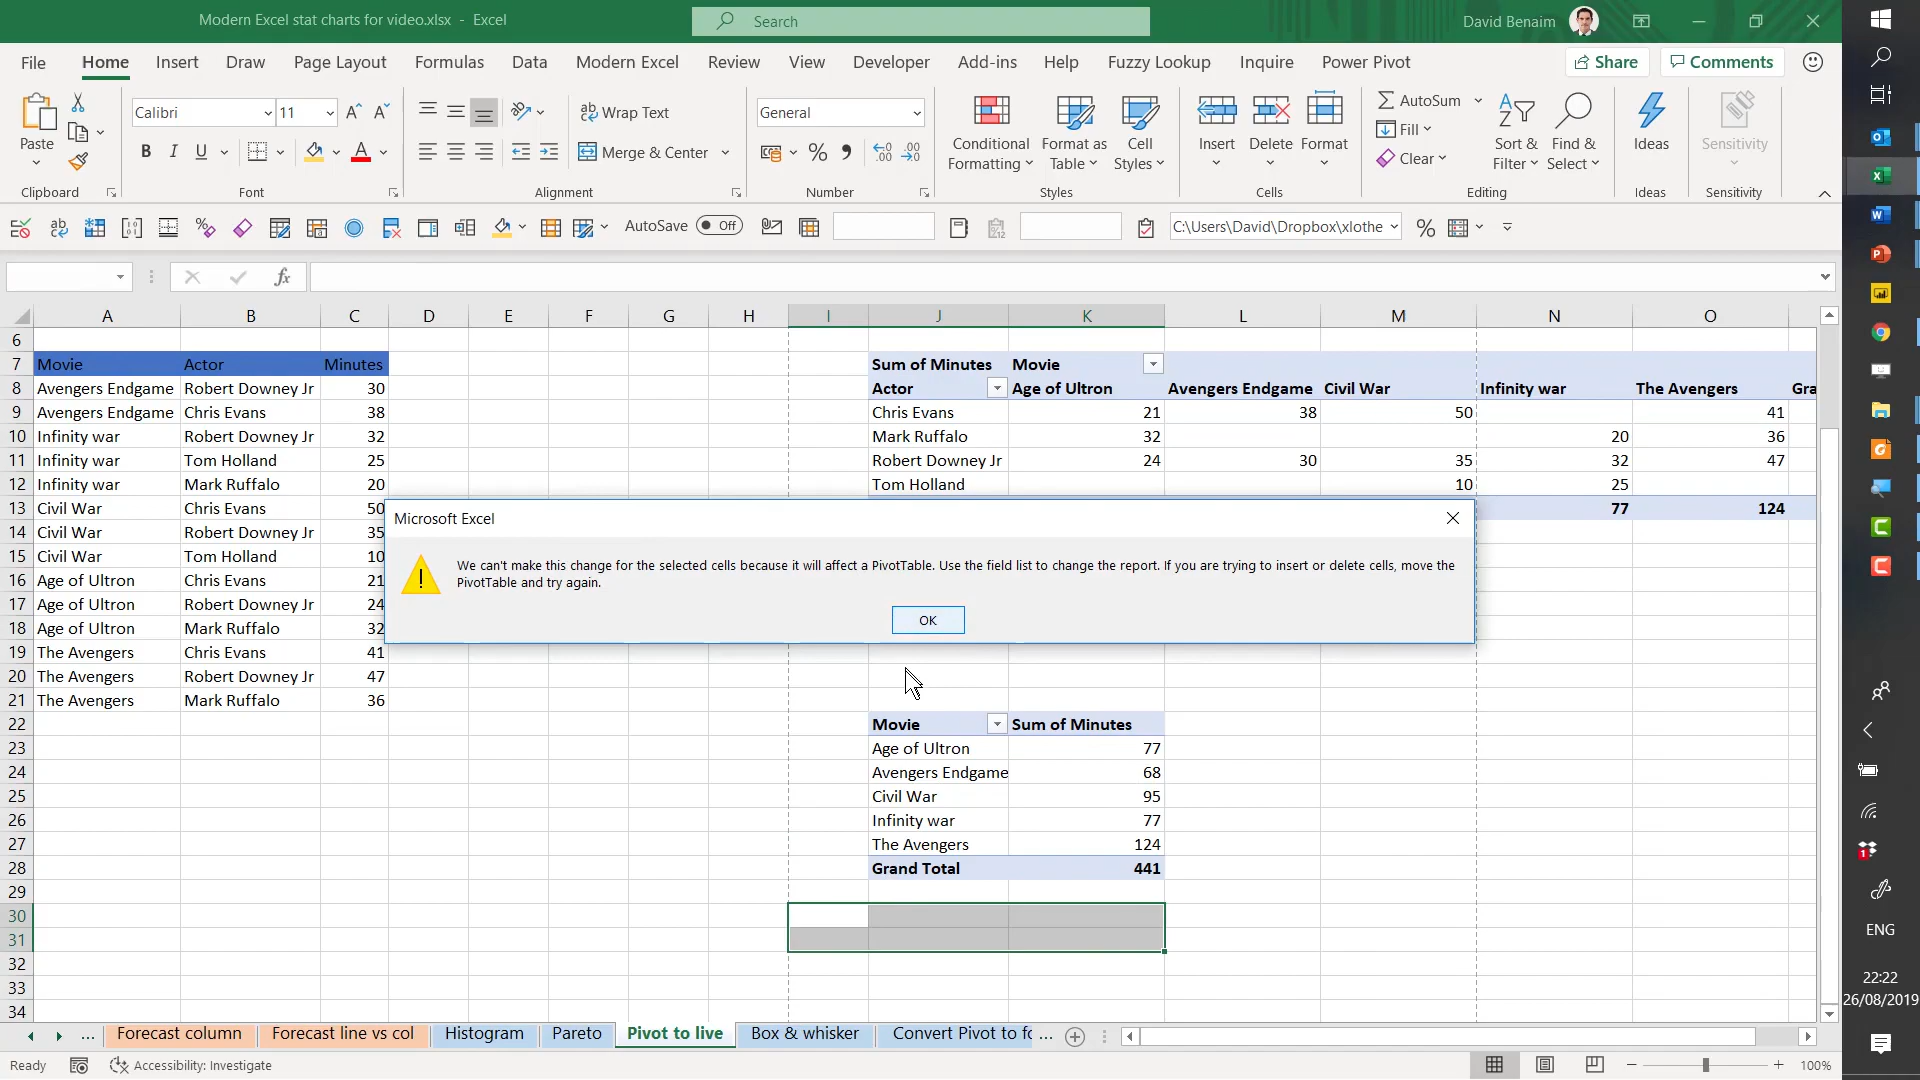 Modern Excel stat charts for video.xlsx - Excel
Search
David Benaim
File Home Insert Draw Page Layout Formulas Data Modern Excel Review View Developer Add-ins Help Fuzzy Lookup Inquire Power Pivot Share Comments
Paste
Calibri 11
B I U A
ab Wrap Text
Merge & Center
General
% ,
Conditional Formatting
Format as Table
Cell Styles
Insert
Delete
Format
AutoSum
Fill
Clear
Sort & Filter
Find & Select
Ideas
Sensitivity
Clipboard Font Alignment Number Styles Cells Editing Ideas Sensitivity
AutoSave Off
C:\Users\David\Dropbox\xlothe
fx
A B C D E F G H I J K L M N O
6
7 Movie Actor Minutes Sum of Minutes Movie
8 Avengers Endgame Robert Downey Jr 30 Actor Age of Ultron Avengers Endgame Civil War Infinity war The Avengers Gra
9 Avengers Endgame Chris Evans 38 Chris Evans 21 38 50 41
10 Infinity war Robert Downey Jr 32 Mark Ruffalo 32 20 36
11 Infinity war Tom Holland 25 Robert Downey Jr 24 30 35 32 47
12 Infinity war Mark Ruffalo 20 Tom Holland 10 25
13 Civil War Chris Evans 50 77 124
14 Civil War Robert Downey Jr 35
15 Civil War Tom Holland 10
16 Age of Ultron Chris Evans 21
17 Age of Ultron Robert Downey Jr 24
18 Age of Ultron Mark Ruffalo 32
19 The Avengers Chris Evans 41
20 The Avengers Robert Downey Jr 47
21 The Avengers Mark Ruffalo 36
Microsoft Excel
We can't make this change for the selected cells because it will affect a PivotTable. Use the field list to change the report. If you are trying to insert or delete cells, move the
PivotTable and try again.
OK
22 Movie Sum of Minutes
23 Age of Ultron 77
24 Avengers Endgame 68
25 Civil War 95
26 Infinity war 77
27 The Avengers 124
28 Grand Total 441
29
30
31
32
33
34
... Forecast column Forecast line vs col Histogram Pareto Pivot to live Box & whisker Convert Pivot to fo ...
Ready Accessibility: Investigate 100%
1
ENG
22:22
26/08/2019